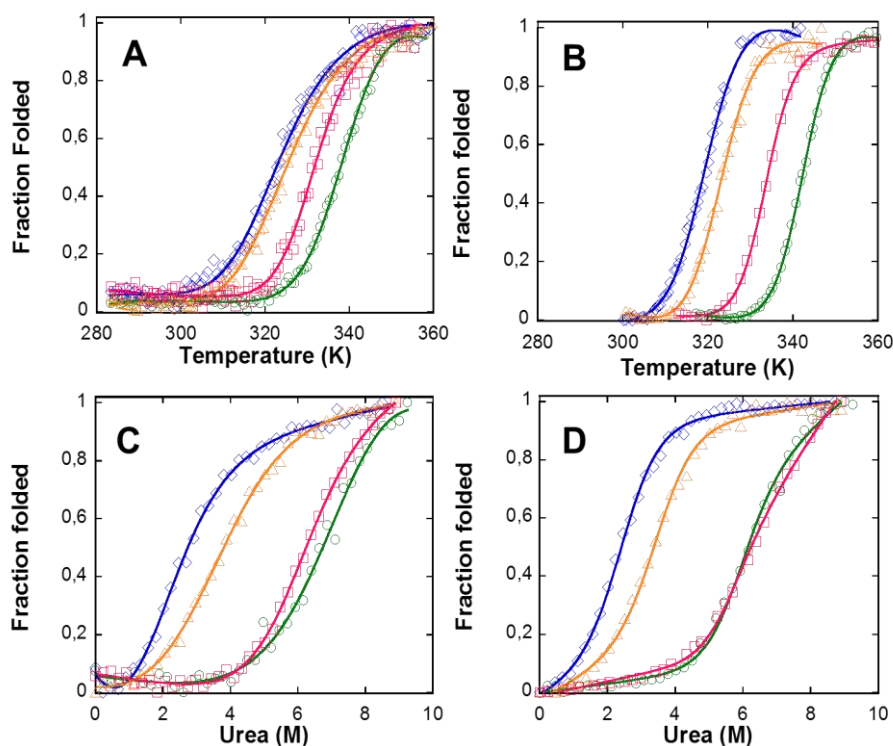 A
Fraction Folded
1
0,8
0,6
0,4
0,2
0
280 300 320 340 360
Temperature (K)
B
Fraction folded
1
0,8
0,6
0,4
0,2
0
280 300 320 340 360
Temperature (K)
C
Fraction folded
1
0,8
0,6
0,4
0,2
0
0 2 4 6 8 10
Urea (M)
D
Fraction folded
1
0,8
0,6
0,4
0,2
0
0 2 4 6 8 10
Urea (M)